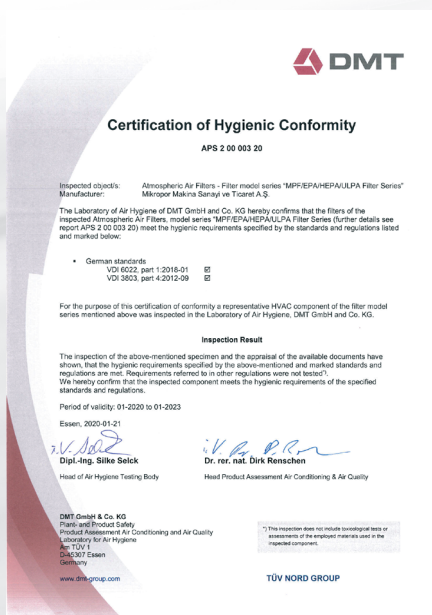 DMT
Certification of Hygienic Conformity
APS 2 00 003 20
Inspected object/s: Atmospheric Air Filters - Filter model series "MPF/EPA/HEPA/ULPA Filter Series"
Manufacturer: Mikropor Makina Sanayi ve Ticaret A.Ş.
The Laboratory of Air Hygiene of DMT GmbH and Co. KG hereby confirms that the filters of the
inspected Atmospheric Air Filters, model series "MPF/EPA/HEPA/ULPA Filter Series (further details see
report APS 2 00 003 20) meet the hygienic requirements specified by the standards and regulations listed
and marked below:
• German standards
VDI 6022, part 1:2018-01 ☑
VDI 3803, part 4:2012-09 ☑
For the purpose of this certification of conformity a representative HVAC component of the filter model
series mentioned above was inspected in the Laboratory of Air Hygiene, DMT GmbH and Co. KG.
Inspection Result
The inspection of the above-mentioned specimen and the appraisal of the available documents have
shown, that the hygienic requirements specified by the above-mentioned and marked standards and
regulations are met. Requirements referred to in other regulations were not tested*).
We hereby confirm that the inspected component meets the hygienic requirements of the specified
standards and regulations.
Period of validity: 01-2020 to 01-2023
Essen, 2020-01-21
Dipl.-Ing. Silke Selck
Dr. rer. nat. Dirk Renschen
Head of Air Hygiene Testing Body
Head Product Assessment Air Conditioning & Air Quality
DMT GmbH & Co. KG
Plant- and Product Safety
Product Assessment Air Conditioning and Air Quality
Laboratory for Air Hygiene
Am TÜV 1
D-45307 Essen
Germany
www.dmt-group.com
*) This inspection does not include toxicological tests or
assessments of the employed materials used in the
inspected component.
TÜV NORD GROUP